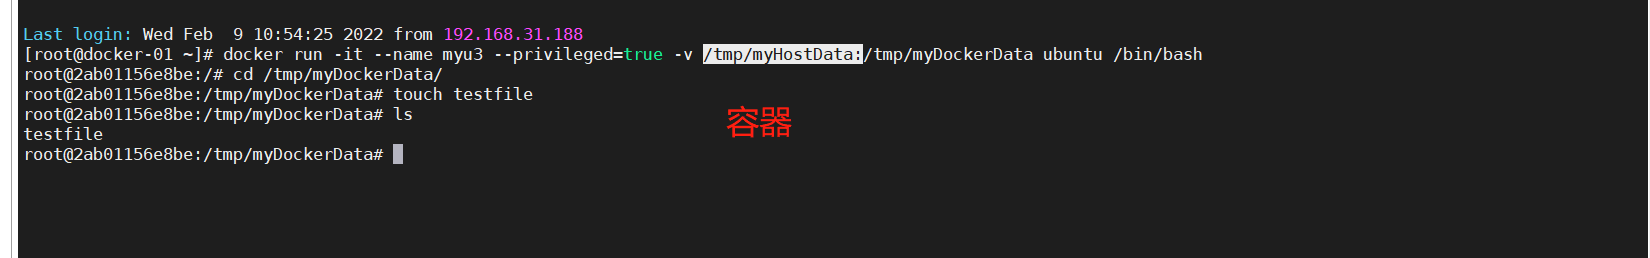 Last login: Wed Feb  9 10:54:25 2022 from 192.168.31.188
[root@docker-01 ~]# docker run -it --name myu3 --privileged=true -v /tmp/myHostData:/tmp/myDockerData ubuntu /bin/bash
root@2ab01156e8be:/# cd /tmp/myDockerData/
root@2ab01156e8be:/tmp/myDockerData# touch testfile
root@2ab01156e8be:/tmp/myDockerData# ls
容器
testfile
root@2ab01156e8be:/tmp/myDockerData#